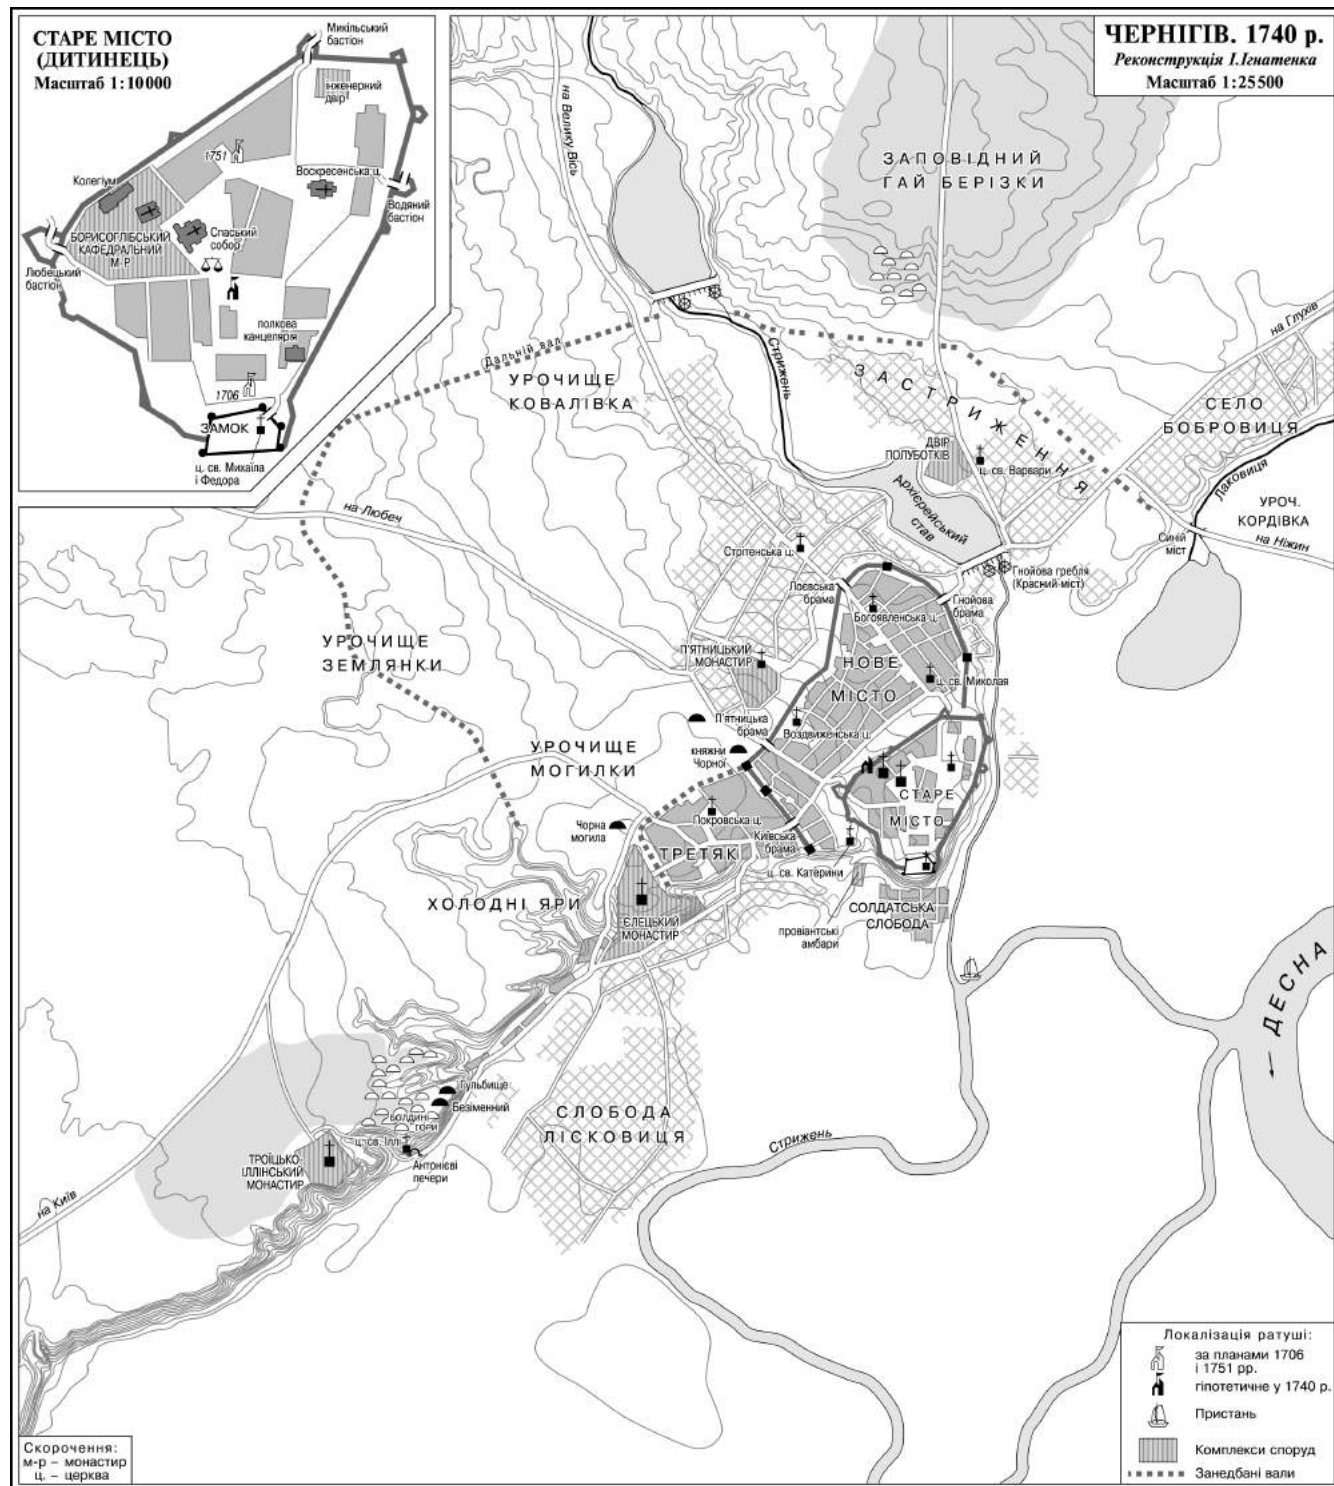 СТАРЕ МІСТО
(ДИТИНЕЦЬ)
Масштаб 1:10000
Микільський
бастіон
Інженерний
двір
1751
Колегіум
Воскресенська ц.
Водяний
бастіон
БОРИСОГЛІБСЬКИЙ
КАФЕДРАЛЬНИЙ
М-Р
Спаський
собор
Любецький
бастіон
полкова
канцелярія
1706
ЗАМОК
ц. св. Михаїла
і Федора
ЧЕРНІГІВ. 1740 р.
Реконструкція І.Ігнатенка
Масштаб 1:25500
на Велику Вісь
ЗАПОВІДНИЙ
ГАЙ БЕРІЗКИ
на Глухів
Дальній вал
УРОЧИЩЕ
КОВАЛІВКА
Стрижень
ЗАСТРИЖЕННЯ
СЕЛО
БОБРОВИЦЯ
ДВІР
ПОЛУБОТКІВ
ц. св. Варвари
Лаковиця
Архієрейський
став
УРОЧ.
КОРДІВКА
на Ніжин
Синій
міст
на Любеч
Стрітенська ц.
Гнойова гребля
(Красний міст)
Лоєвська
брама
Гнойова
брама
Богоявленська ц.
УРОЧИЩЕ
ЗЕМЛЯНКИ
П'ЯТНИЦЬКИЙ
МОНАСТИР
НОВЕ
МІСТО
ц. св. Миколая
П'ятницька
брама
Воздвиженська ц.
УРОЧИЩЕ
МОГИЛКИ
княжни
Чорної
СТАРЕ
МІСТО
Чорна
могила
Покровська ц.
Київська
брама
ТРЕТЯК
ц. св. Катерини
ХОЛОДНІ ЯРИ
ЄЛЕЦЬКИЙ
МОНАСТИР
СОЛДАТСЬКА
СЛОБОДА
провіантські
амбари
ДЕСНА
Гульбище
Безіменний
БОЛДИНІ
ГОРИ
СЛОБОДА
ЛІСКОВИЦЯ
ц. св. Іллі
Антонієві
печери
ТРОЇЦЬКО-
ІЛЛІНСЬКИЙ
МОНАСТИР
Стрижень
на Київ
Локалізація ратуші:
за планами 1706
і 1751 рр.
гіпотетичне у 1740 р.
Пристань
Комплекси споруд
Занедбані вали
Скорочення:
м-р – монастир
ц. – церква